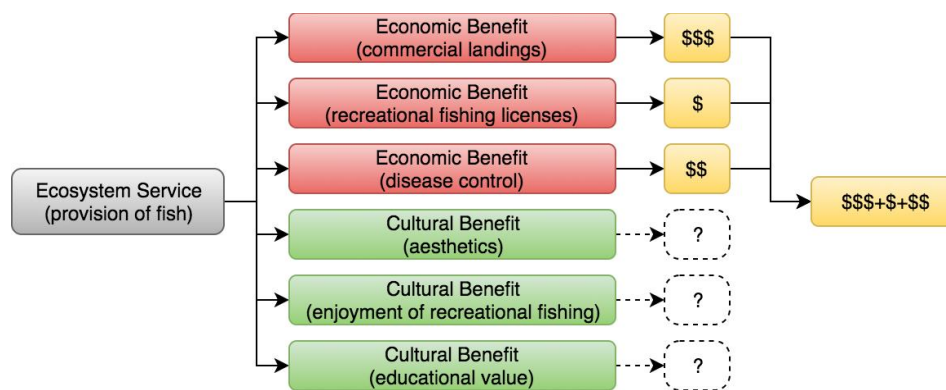 Economic Benefit
(commercial landings)
$$$
Economic Benefit
(recreational fishing licenses)
$
Economic Benefit
(disease control)
$$
Ecosystem Service
(provision of fish)
$$$+$+$$
Cultural Benefit
(aesthetics)
?
Cultural Benefit
(enjoyment of recreational fishing)
?
Cultural Benefit
(educational value)
?